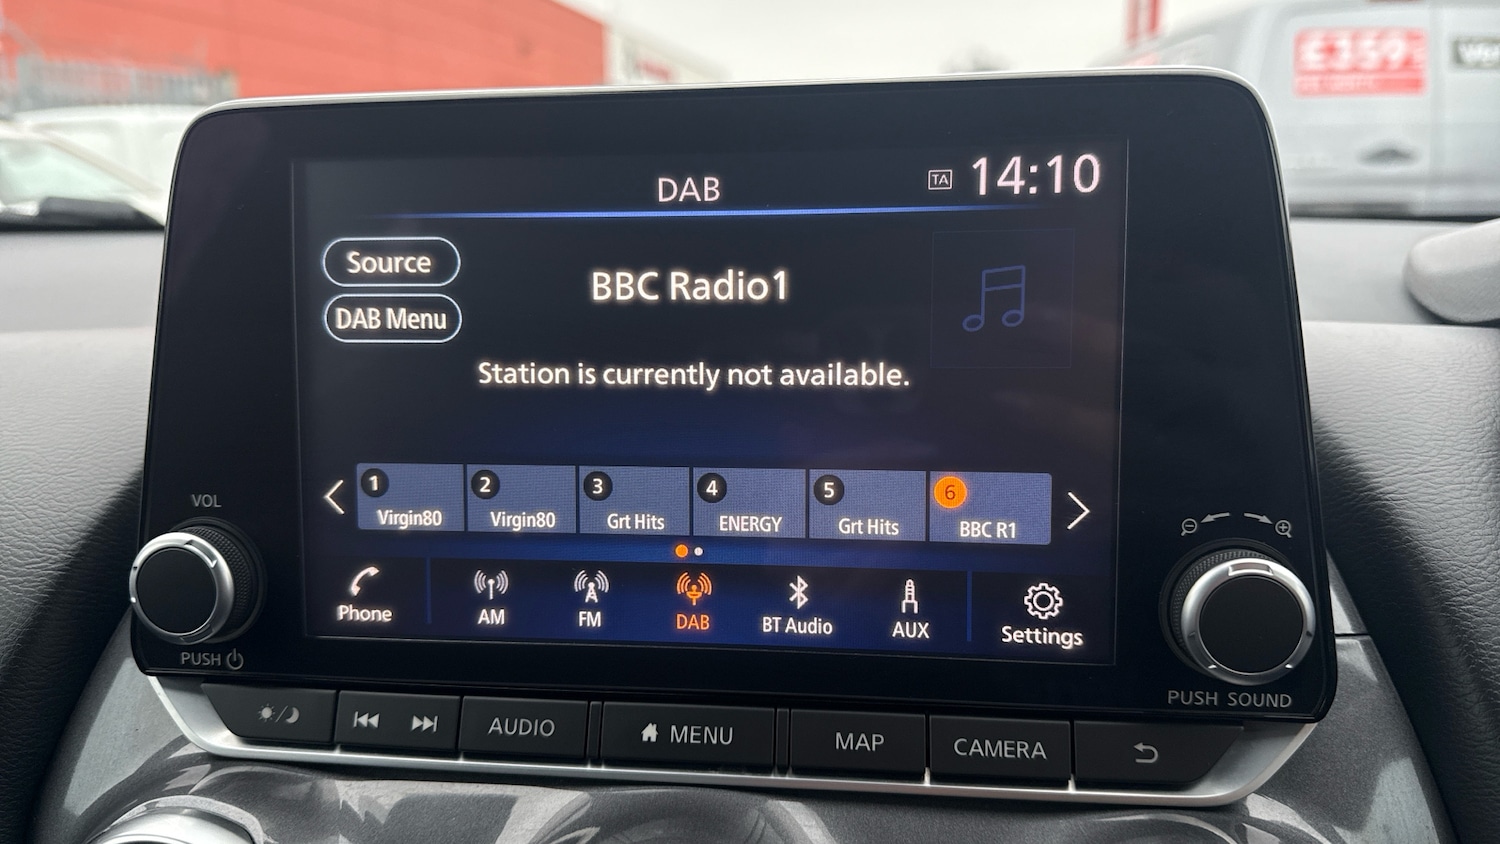 £359
DAB
TA
14:10
Source
BBC Radio1
DAB Menu
Station is currently not available.
1
2
3
4
5
6
Virgin80
Virgin80
Grt Hits
ENERGY
Grt Hits
BBC R1
Phone
AM
FM
DAB
BT Audio
AUX
Settings
VOL
PUSH
PUSH SOUND
AUDIO
MENU
MAP
CAMERA